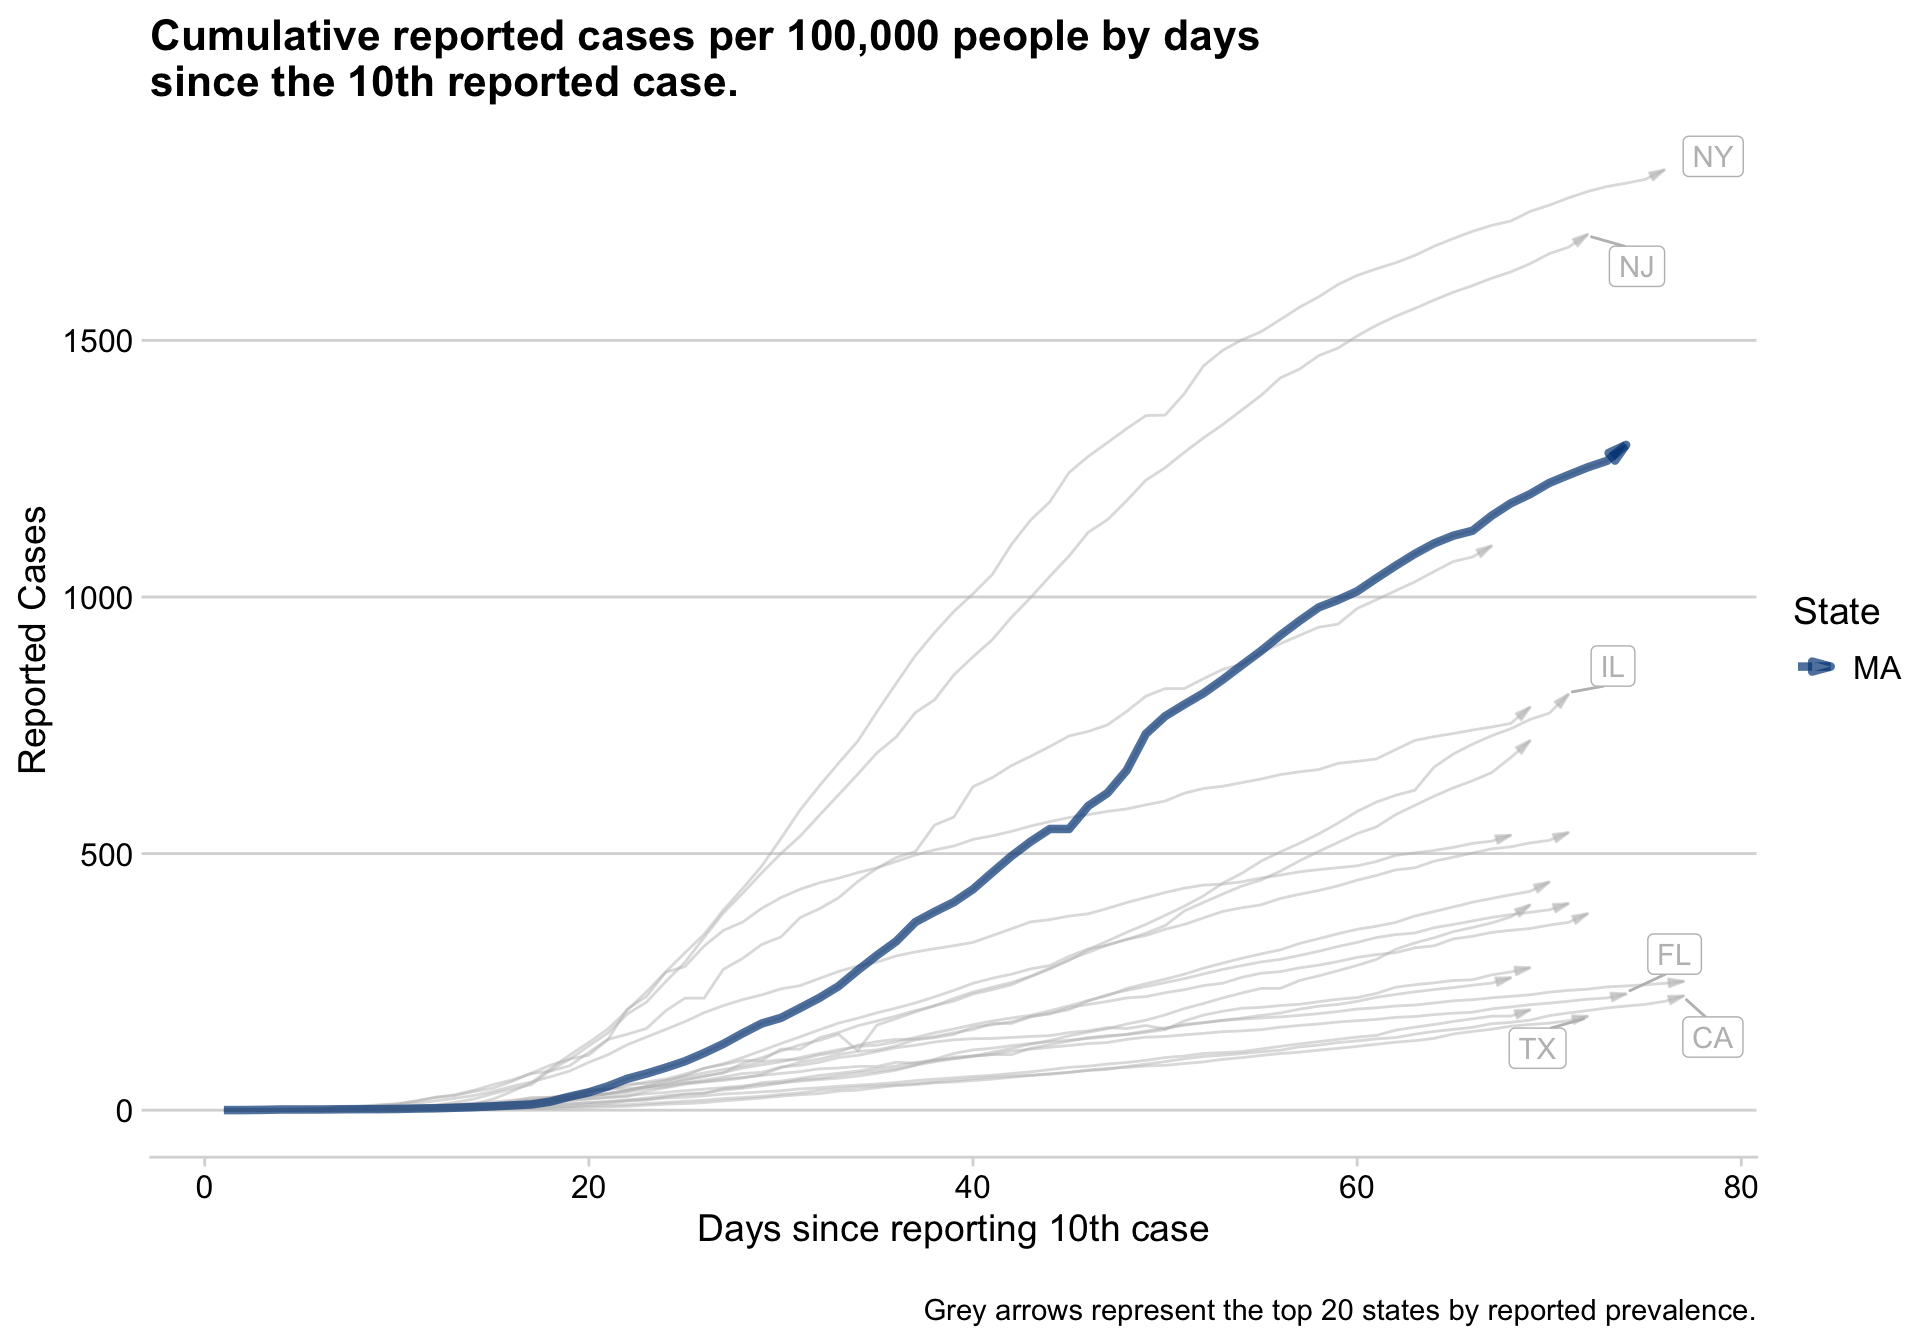 Cumulative reported cases per 100,000 people by days
since the 10th reported case.
NY
NJ
1500
1000
500
0
Reported Cases
IL
FL
TX
CA
State
MA
0
20
40
60
80
Days since reporting 10th case
Grey arrows represent the top 20 states by reported prevalence.